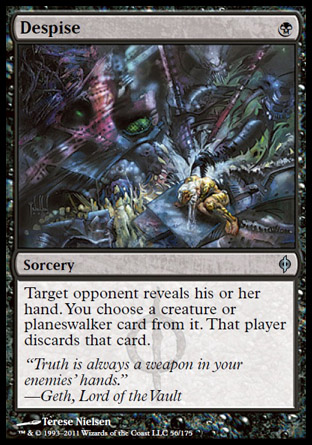 Despise
Sorcery
Target opponent reveals his or her
hand. You choose a creature or
planeswalker card from it. That player
discards that card.
“Truth is always a weapon in your
enemies’ hands.”
—Geth, Lord of the Vault
Terese Nielsen
™ & © 1993–2011 Wizards of the Coast LLC 56/175